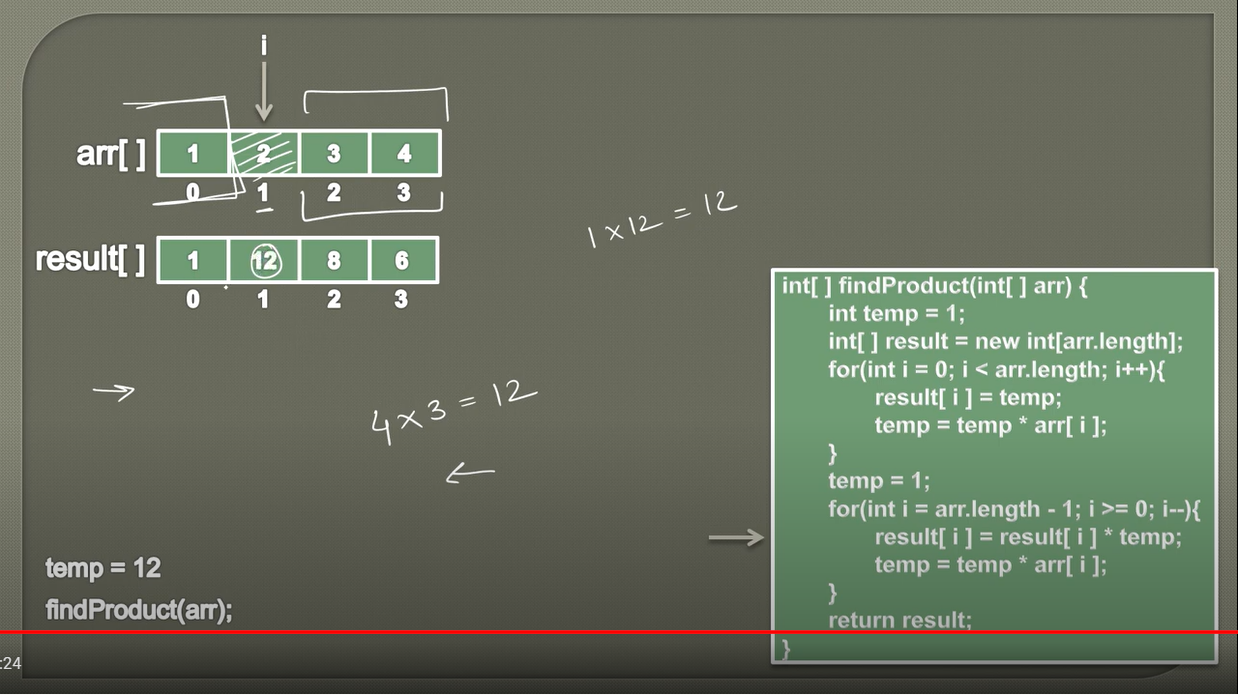 i
arr[ ] 1 2 3 4
0 1 2 3
result[ ] 1 12 8 6
0 1 2 3
1 × 12 = 12
4 × 3 = 12
temp = 12
findProduct(arr);
int[ ] findProduct(int[ ] arr) {
int temp = 1;
int[ ] result = new int[arr.length];
for(int i = 0; i < arr.length; i++){
result[ i ] = temp;
temp = temp * arr[ i ];
}
temp = 1;
for(int i = arr.length - 1; i >= 0; i--){
result[ i ] = result[ i ] * temp;
temp = temp * arr[ i ];
}
return result;
}
:24